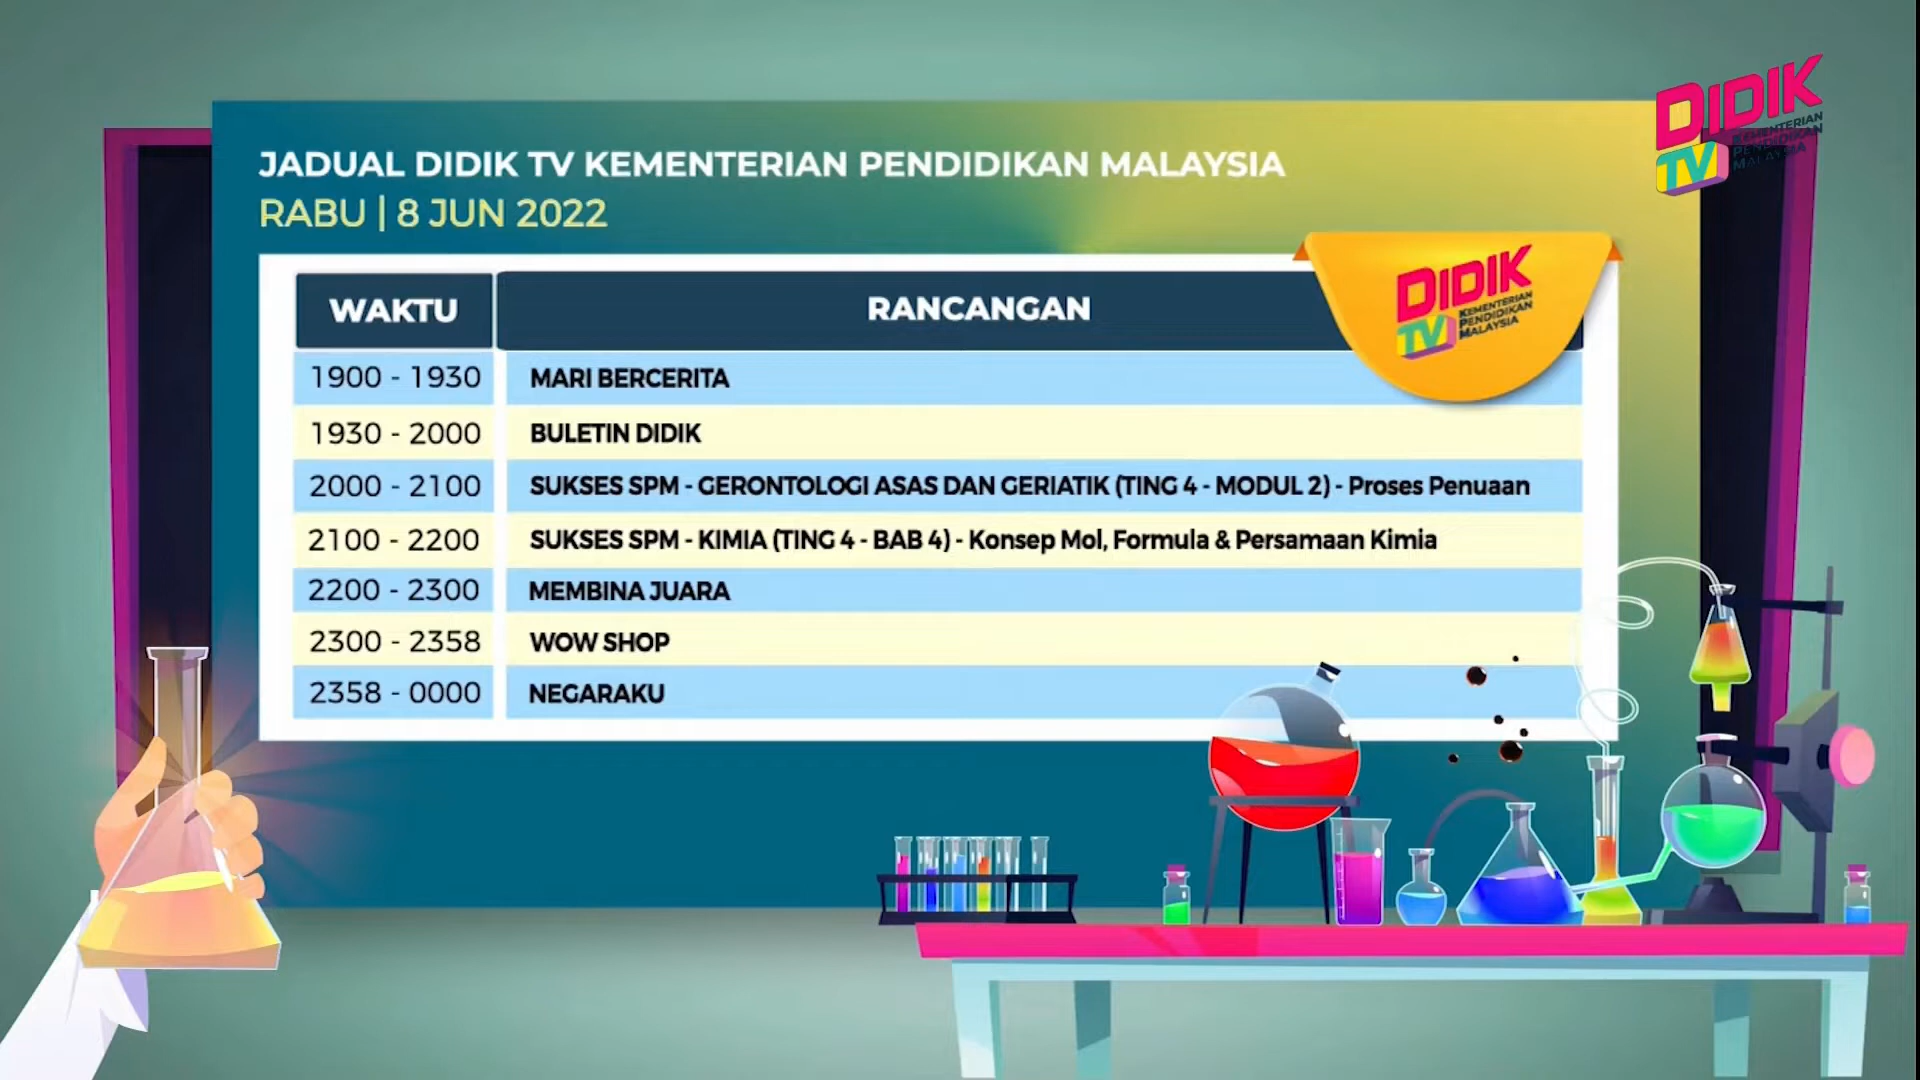 DIDIK
TV KEMENTERIAN
PENDIDIKAN
MALAYSIA
JADUAL DIDIK TV KEMENTERIAN PENDIDIKAN MALAYSIA
RABU | 8 JUN 2022
DIDIK
TV KEMENTERIAN
PENDIDIKAN
MALAYSIA
WAKTU RANCANGAN
1900 - 1930 MARI BERCERITA
1930 - 2000 BULETIN DIDIK
2000 - 2100 SUKSES SPM - GERONTOLOGI ASAS DAN GERIATIK (TING 4 - MODUL 2) - Proses Penuaan
2100 - 2200 SUKSES SPM - KIMIA (TING 4 - BAB 4) - Konsep Mol, Formula & Persamaan Kimia
2200 - 2300 MEMBINA JUARA
2300 - 2358 WOW SHOP
2358 - 0000 NEGARAKU